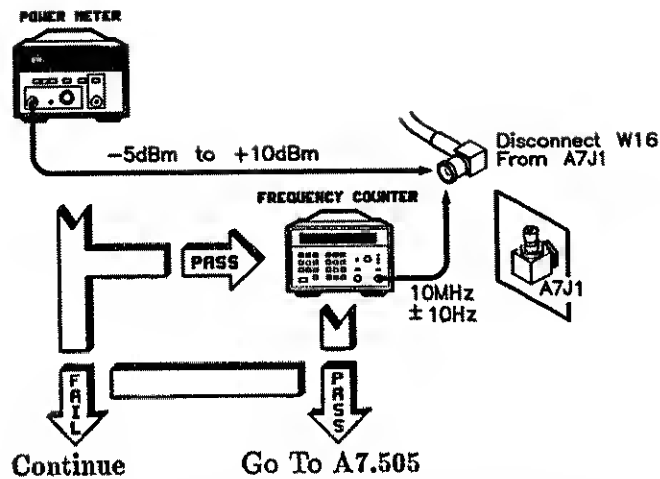 POWER METER
-5dBm to +10dBm
Disconnect W16
From A7J1
FREQUENCY COUNTER
PASS
A7J1
10MHz
±10Hz
FAIL
PASS
Continue
Go To A7.505